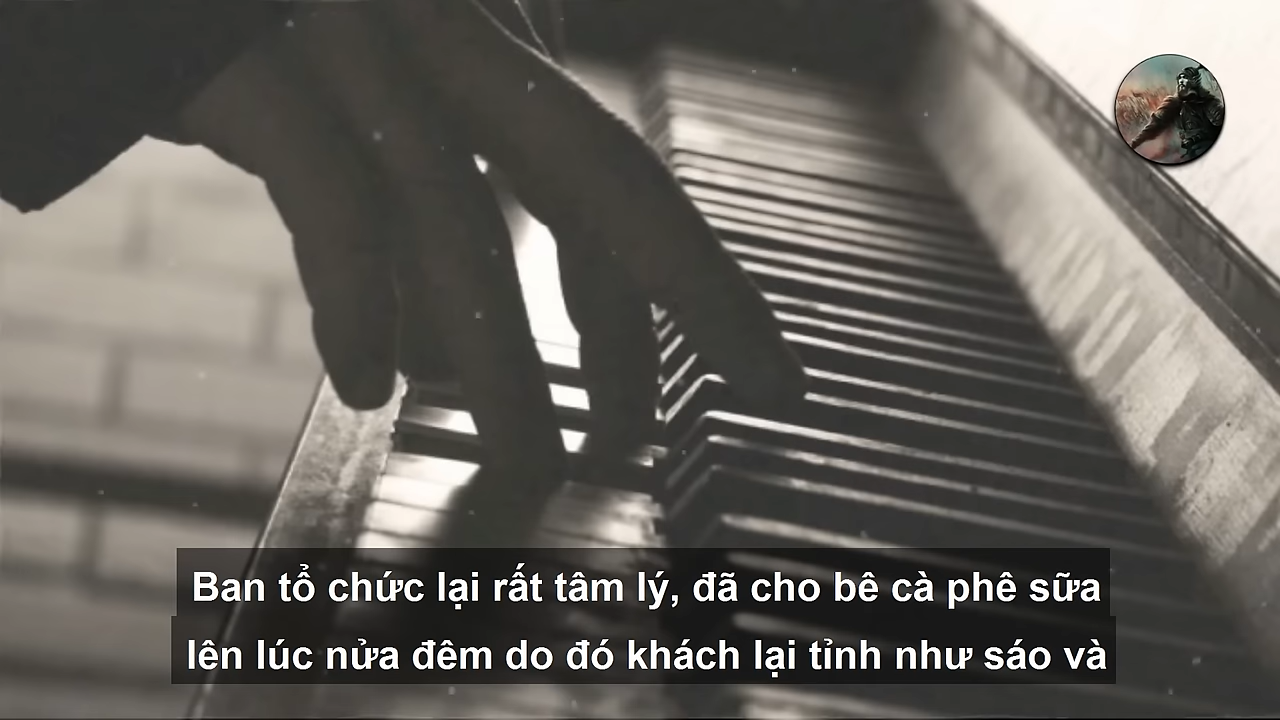 Ban tổ chức lại rất tâm lý, đã cho bê cà phê sữa
lên lúc nửa đêm do đó khách lại tỉnh như sáo và